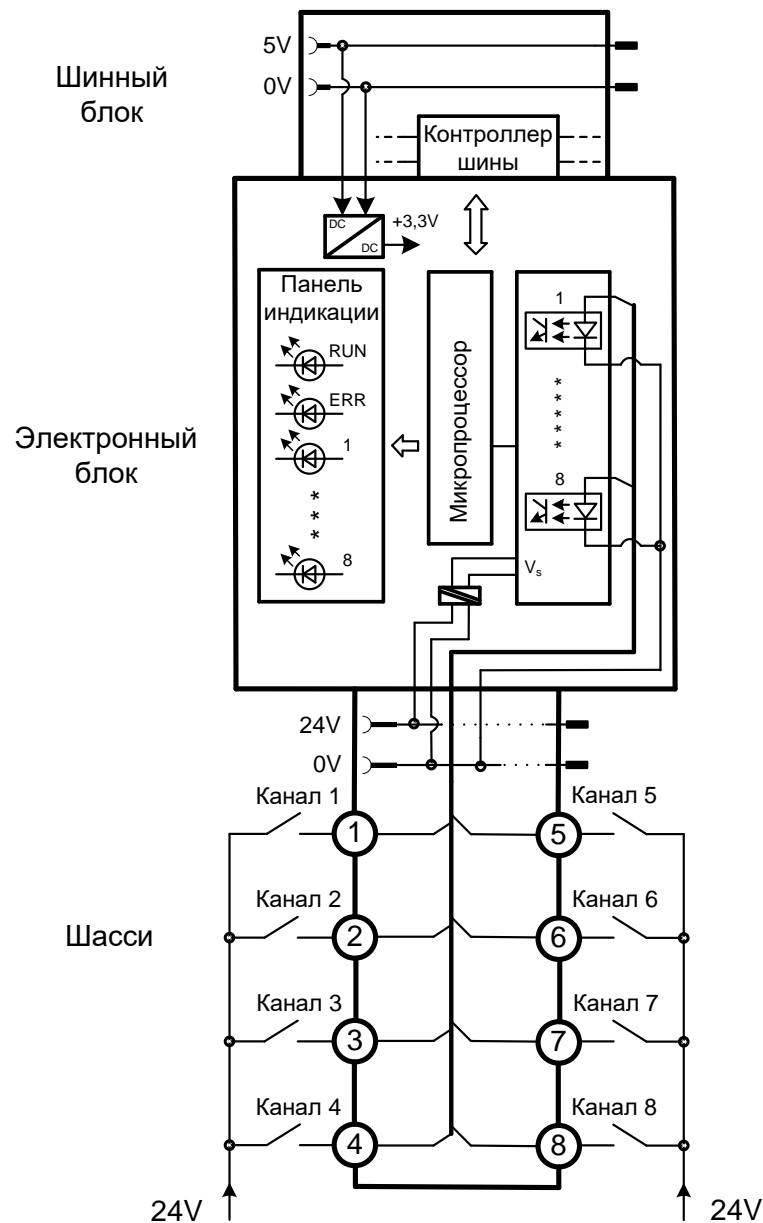 5V
0V
Шинный
блок
Контроллер
шины
DC
DC
+3,3V
Панель
индикации
RUN
ERR
1
* * *
8
Микропроцессор
1
* * * * *
8
Vs
Электронный
блок
24V
0V
Канал 1
Канал 5
1
5
Канал 2
Канал 6
2
6
Шасси
Канал 3
Канал 7
3
7
Канал 4
Канал 8
4
8
24V
24V